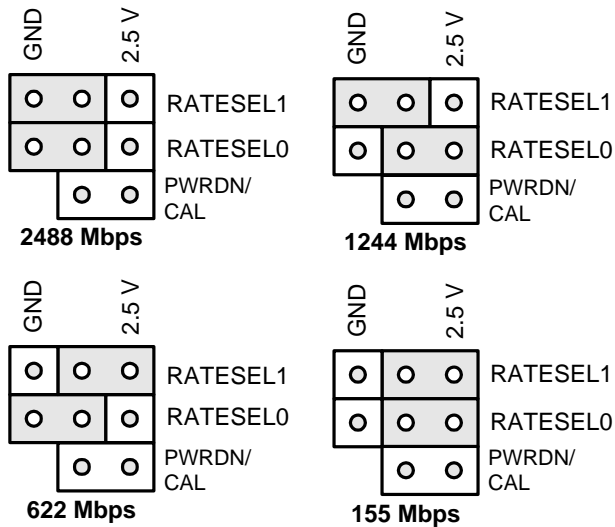 GND 2.5 V
RATESEL1
RATESEL0
PWRDN/
CAL
2488 Mbps
GND 2.5 V
RATESEL1
RATESEL0
PWRDN/
CAL
1244 Mbps
GND 2.5 V
RATESEL1
RATESEL0
PWRDN/
CAL
622 Mbps
GND 2.5 V
RATESEL1
RATESEL0
PWRDN/
CAL
155 Mbps